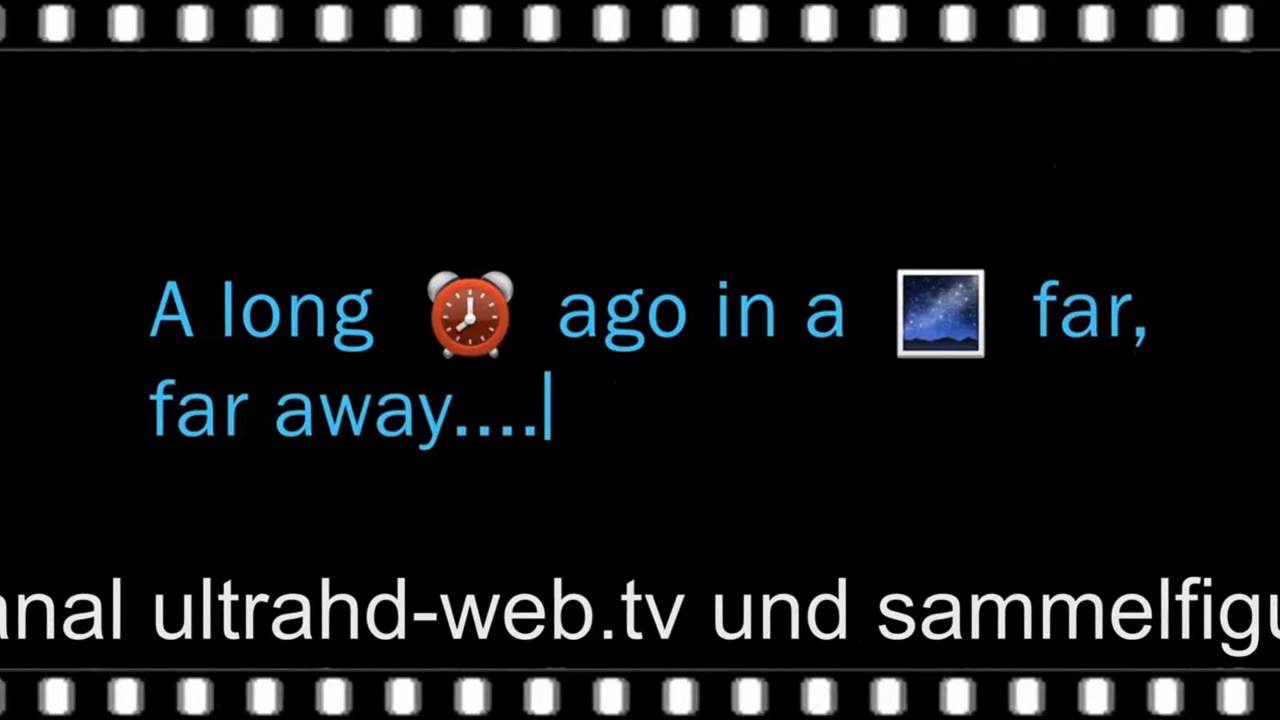 A long ⏰ ago in a 🌌 far,
far away....
anal ultrahd-web.tv und sammelfigu